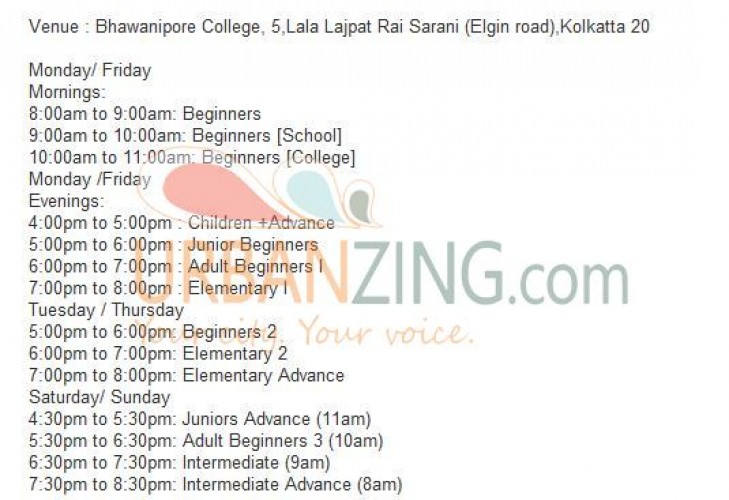 Venue : Bhawanipore College, 5,Lala Lajpat Rai Sarani (Elgin road),Kolkatta 20
Monday/ Friday
Mornings:
8:00am to 9:00am: Beginners
9:00am to 10:00am: Beginners [School]
10:00am to 11:00am: Beginners [College]
Monday /Friday
Evenings:
4:00pm to 5:00pm : Children +Advance
5:00pm to 6:00pm : Junior Beginners
6:00pm to 7:00pm : Adult Beginners I
7:00pm to 8:00pm : Elementary I
URBANZING.com
Tuesday / Thursday
5:00pm to 6:00pm: Beginners 2
Your city. Your voice.
6:00pm to 7:00pm: Elementary 2
7:00pm to 8:00pm: Elementary Advance
Saturday/ Sunday
4:30pm to 5:30pm: Juniors Advance (11am)
5:30pm to 6:30pm: Adult Beginners 3 (10am)
6:30pm to 7:30pm: Intermediate (9am)
7:30pm to 8:30pm: Intermediate Advance (8am)